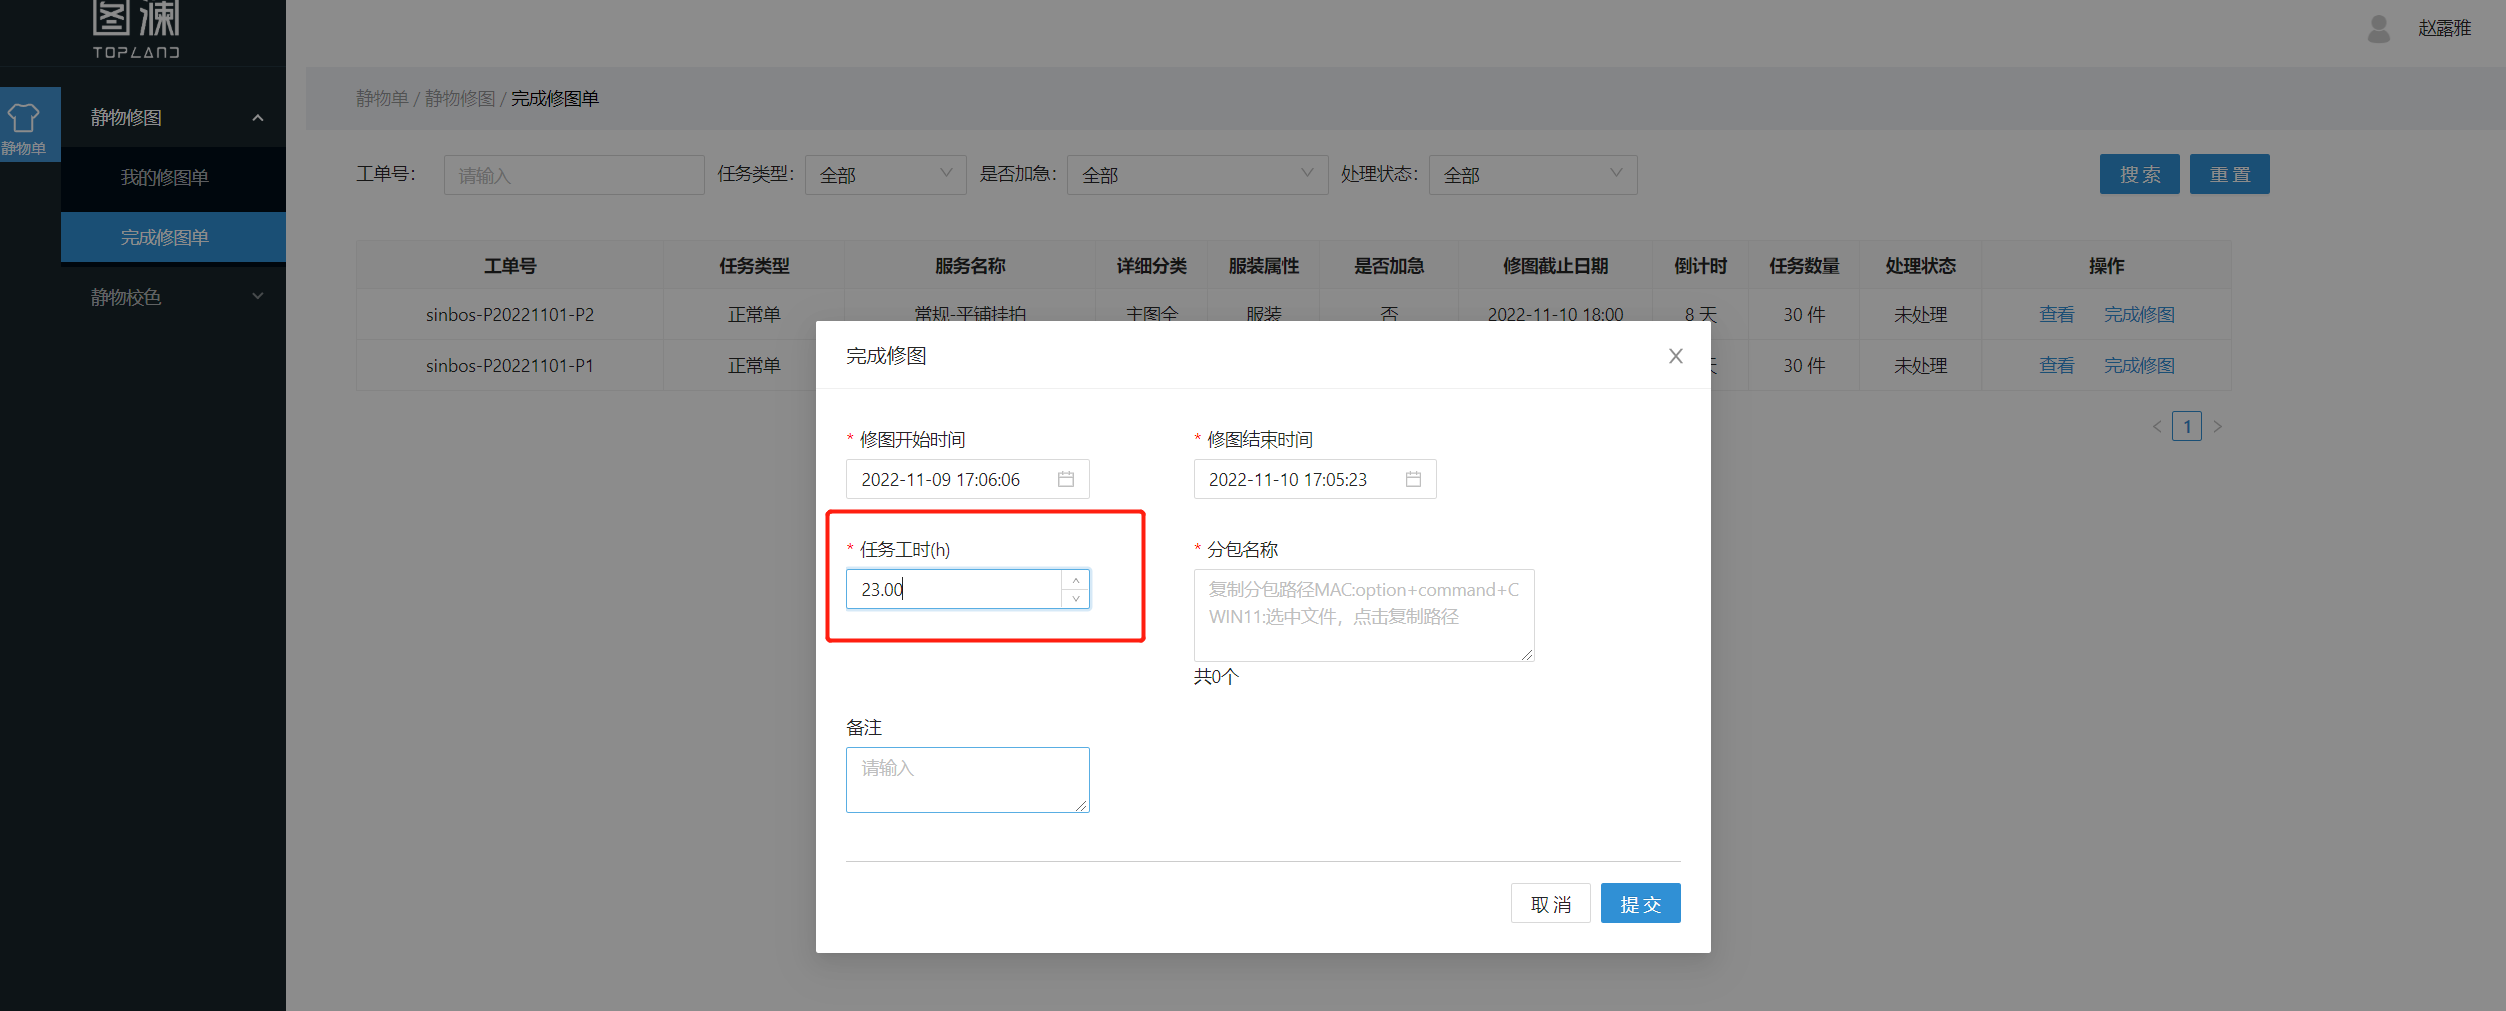 图澜
TOPLAND
赵露雅
静物单
静物修图
我的修图单
完成修图单
静物校色
静物单 / 静物修图 / 完成修图单
工单号： 请输入 任务类型： 全部 是否加急： 全部 处理状态： 全部 搜 索 重 置
工单号 任务类型 服务名称 详细分类 服装属性 是否加急 修图截止日期 倒计时 任务数量 处理状态 操作
sinbos-P20221101-P2 正常单 常规-平铺挂拍 主图全 服装 否 2022-11-10 18:00 8 天 30 件 未处理 查看 完成修图
sinbos-P20221101-P1 正常单 天 30 件 未处理 查看 完成修图
1
完成修图
* 修图开始时间 * 修图结束时间
2022-11-09 17:06:06 2022-11-10 17:05:23
* 任务工时(h) * 分包名称
23.00
复制分包路径MAC:option+command+C
WIN11:选中文件，点击复制路径
共0个
备注
请输入
取 消 提 交